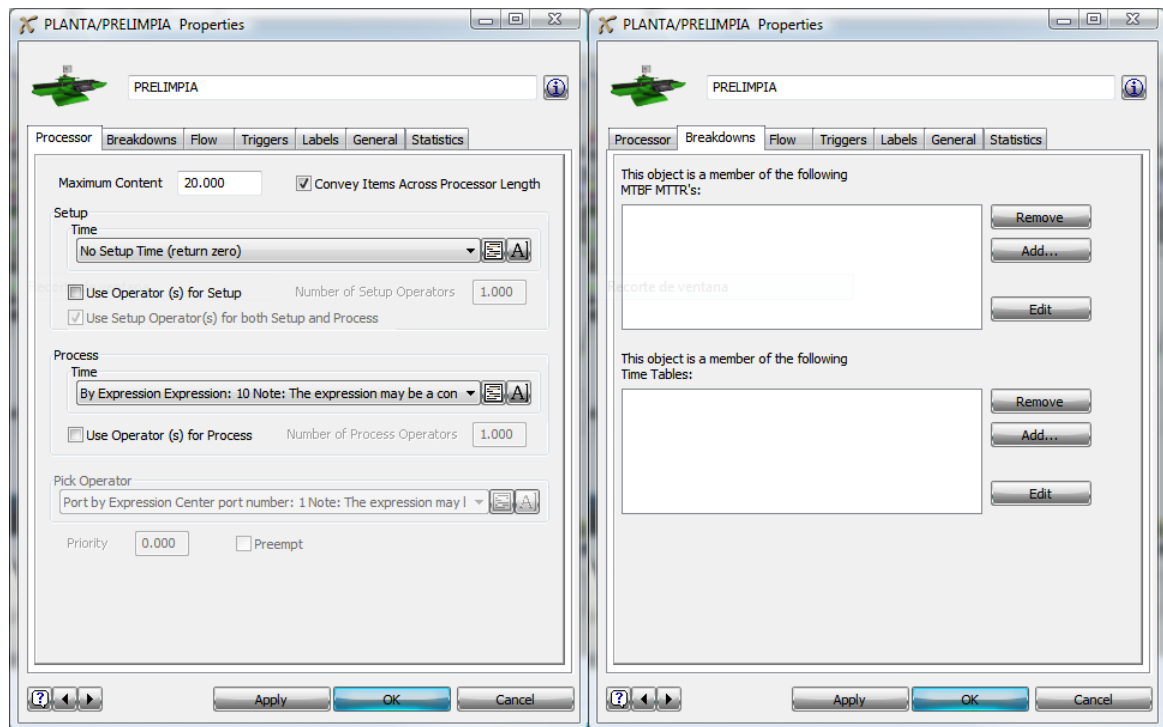 PLANTA/PRELIMPIA Properties
PRELIMPIA
Processor Breakdowns Flow Triggers Labels General Statistics
Maximum Content 20.000 Convey Items Across Processor Length
Setup
Time
No Setup Time (return zero)
Use Operator (s) for Setup Number of Setup Operators 1.000
Use Setup Operator(s) for both Setup and Process
Process
Time
By Expression Expression: 10 Note: The expression may be a con
Use Operator (s) for Process Number of Process Operators 1.000
Pick Operator
Port by Expression Center port number: 1 Note: The expression may l
Priority 0.000 Preempt
Apply OK Cancel
PLANTA/PRELIMPIA Properties
PRELIMPIA
Processor Breakdowns Flow Triggers Labels General Statistics
This object is a member of the following
MTBF MTTR's:
Remove
Add...
Recorte de ventana
Edit
This object is a member of the following
Time Tables:
Remove
Add...
Edit
Apply OK Cancel